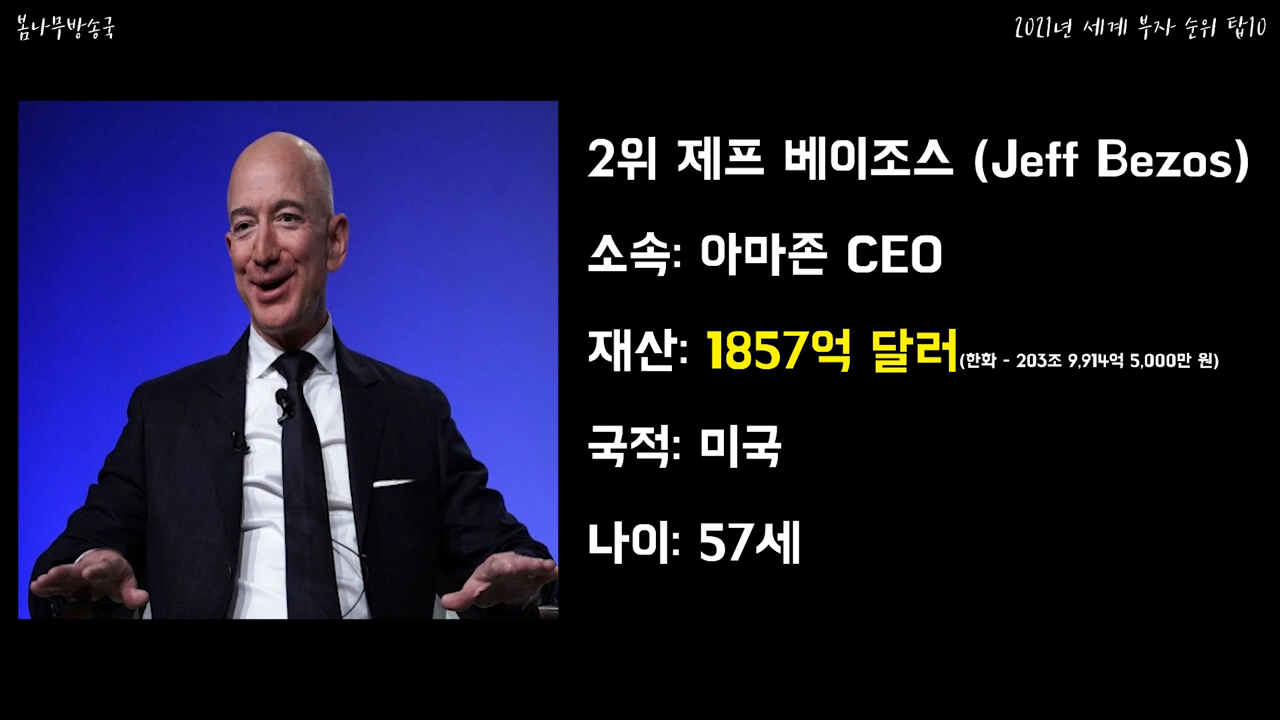 봄나무방송국
2021년 세계 부자 순위 탑10
2위 제프 베이조스 (Jeff Bezos)
소속: 아마존 CEO
재산: 1857억 달러(한화 - 203조 9,914억 5,000만 원)
국적: 미국
나이: 57세